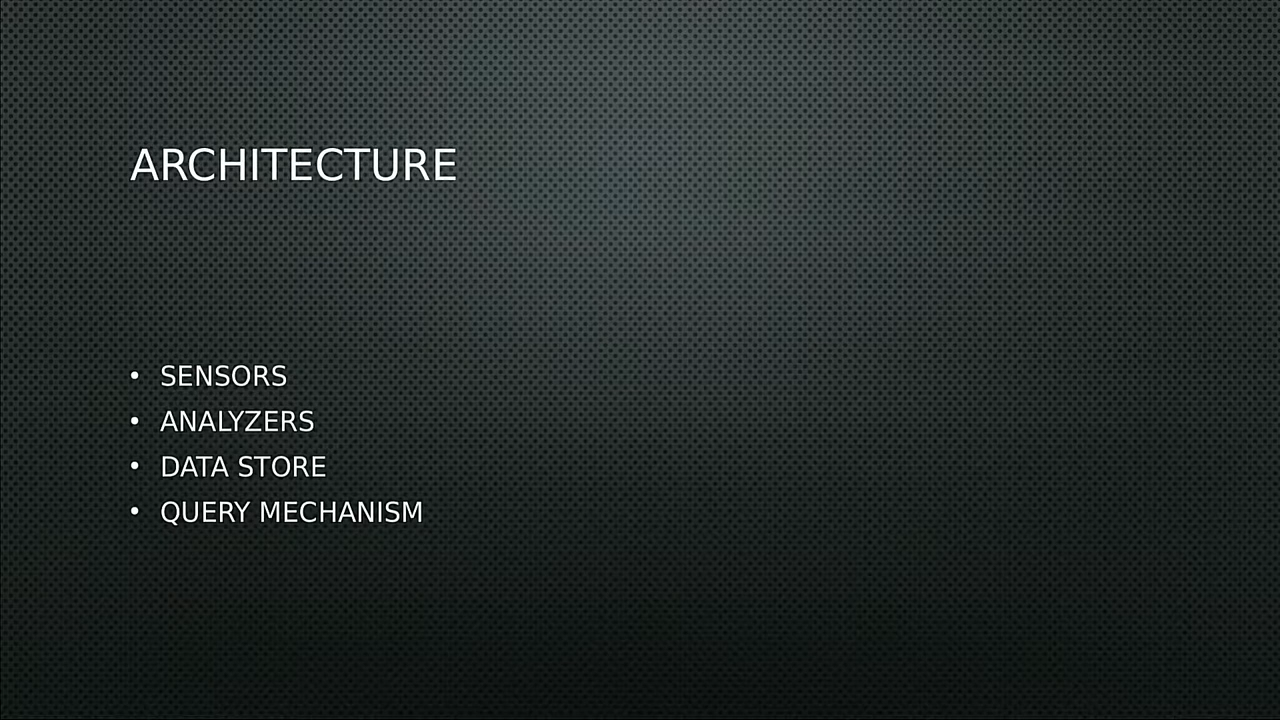 ARCHITECTURE
• SENSORS
• ANALYZERS
• DATA STORE
• QUERY MECHANISM